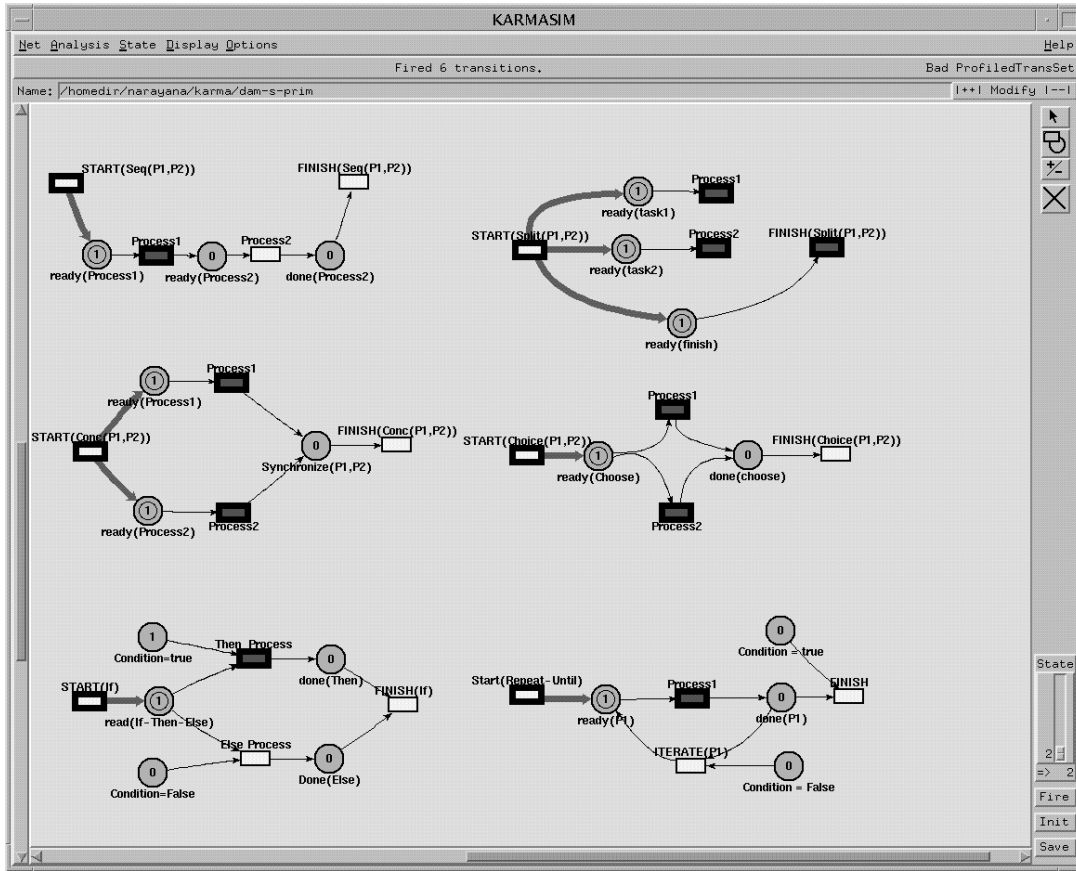 KARMASIM
Net Analysis State Display Options Help
Fired 6 transitions. Bad ProfiledTransSet
Name: /homedir/narayana/karma/dam-s-prim |++| Modify |--|
START(Seq(P1,P2))
FINISH(Seq(P1,P2))
1
ready(Process1)
Process1
0
ready(Process2)
Process2
0
done(Process2)
START(Split(P1,P2))
1
ready(task1)
Process1
1
ready(task2)
Process2
1
ready(finish)
FINISH(Split(P1,P2))
START(Conc(P1,P2))
1
ready(Process1)
Process1
1
ready(Process2)
Process2
0
Synchronize(P1,P2)
FINISH(Conc(P1,P2))
START(Choice(P1,P2))
1
ready(Choose)
Process1
Process2
0
done(choose)
FINISH(Choice(P1,P2))
1
Condition=true
START(If)
1
read(If-Then-Else)
0
Condition=False
Then Process
Else Process
0
done(Then)
0
Done(Else)
FINISH(If)
Start(Repeat-Until)
1
ready(P1)
Process1
0
done(P1)
0
Condition = true
FINISH
ITERATE(P1)
0
Condition = False
+/-
State
2
=> 2
Fire
Init
Save